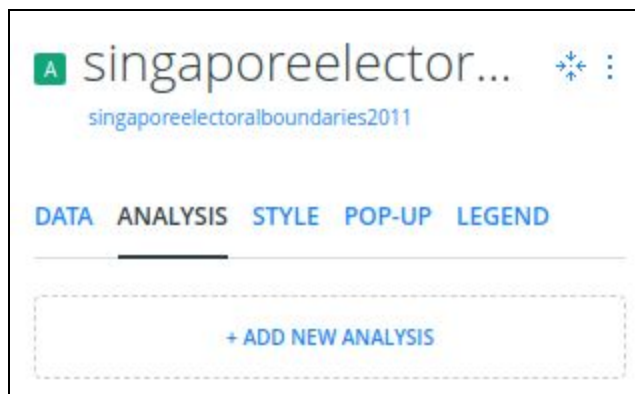 A singaporeelector...
singaporeelectoralboundaries2011
DATA ANALYSIS STYLE POP-UP LEGEND
+ ADD NEW ANALYSIS